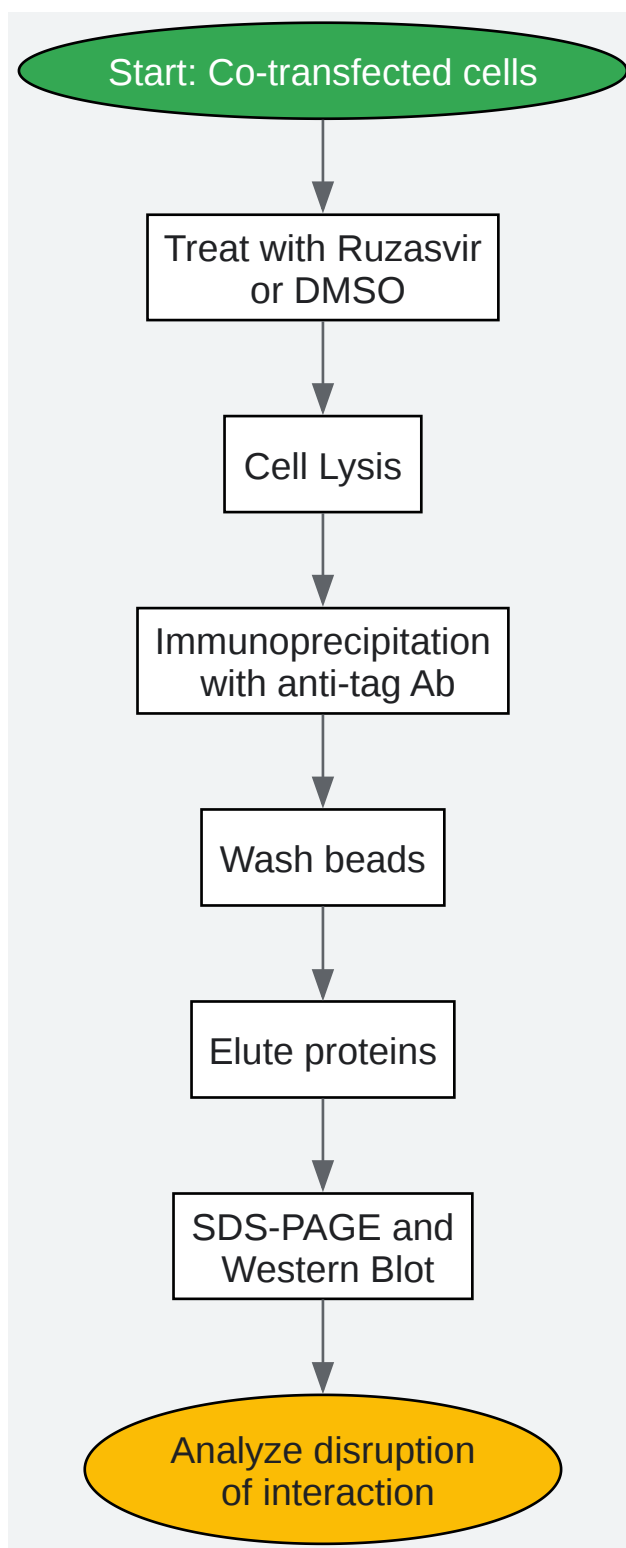 Start: Co-transfected cells
Treat with Ruzasvir
or DMSO
Cell Lysis
Immunoprecipitation
with anti-tag Ab
Wash beads
Elute proteins
SDS-PAGE and
Western Blot
Analyze disruption
of interaction